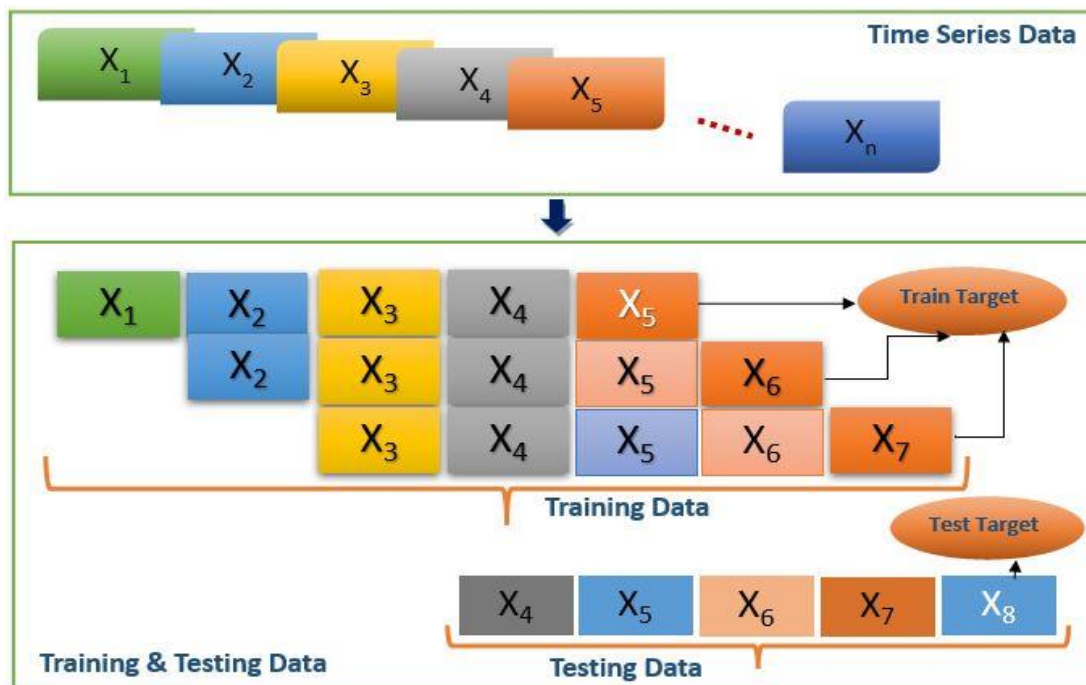 Time Series Data
X₁ X₂ X₃ X₄ X₅ Xₙ
X₁ X₂ X₃ X₄ X₅ Train Target
X₂ X₃ X₄ X₅ X₆
X₃ X₄ X₅ X₆ X₇
Training Data
Test Target
X₄ X₅ X₆ X₇ X₈
Training & Testing Data Testing Data